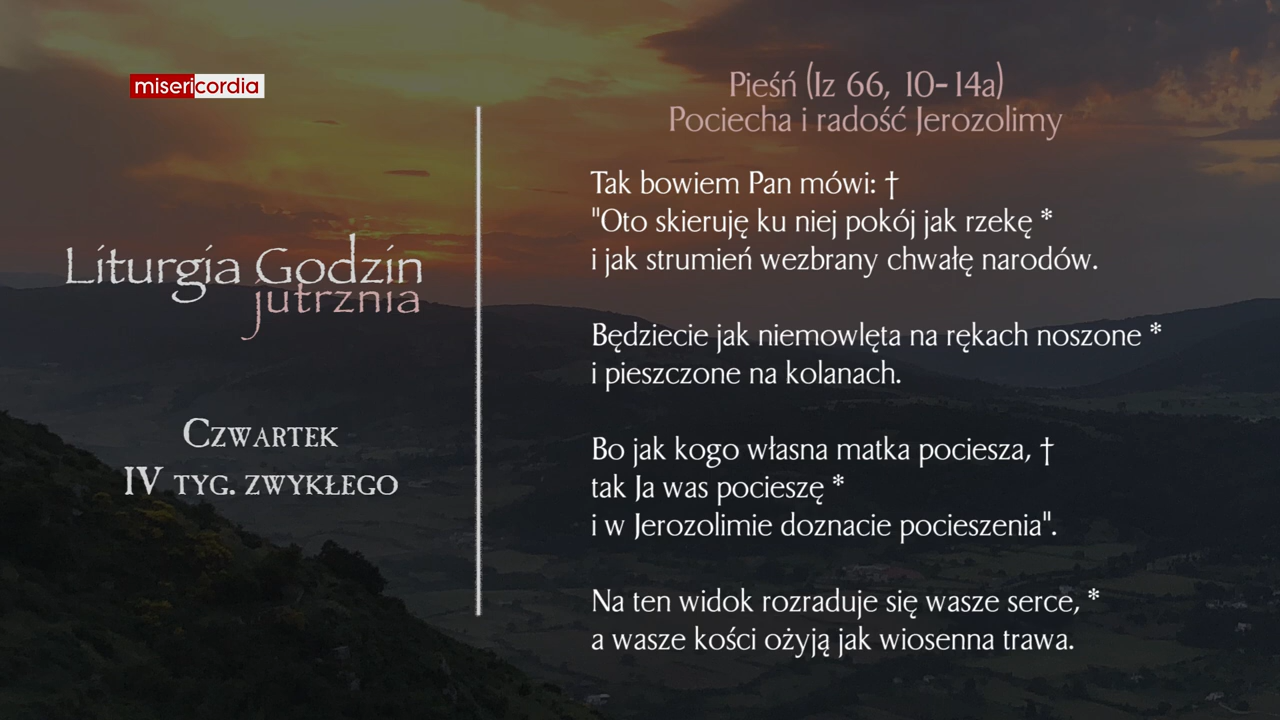 misericordia
Liturgia Godzin
jutrznia
Czwartek
IV tyg. zwykłego
Pieśń (Iz 66, 10-14a)
Pociecha i radość Jerozolimy
Tak bowiem Pan mówi: †
"Oto skieruję ku niej pokój jak rzekę *
i jak strumień wezbrany chwałę narodów.
Będziecie jak niemowlęta na rękach noszone *
i pieszczone na kolanach.
Bo jak kogo własna matka pociesza, †
tak Ja was pocieszę *
i w Jerozolimie doznacie pocieszenia".
Na ten widok rozraduje się wasze serce, *
a wasze kości ożyją jak wiosenna trawa.